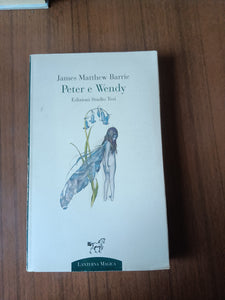 James Matthew Barrie
Peter e Wendy
Edizioni Studio Tesi
LANTERNA MAGICA